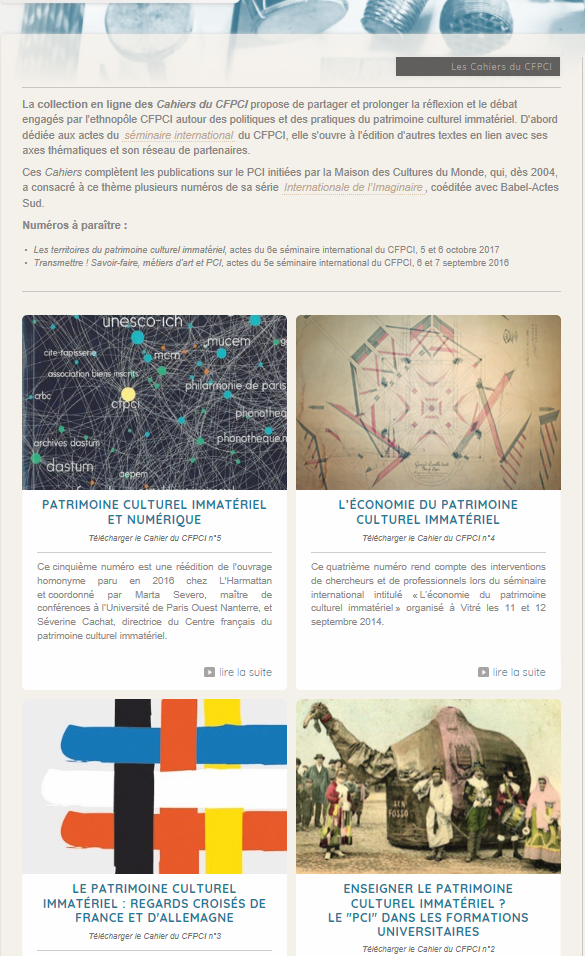 Les Cahiers du CFPCI
La collection en ligne des Cahiers du CFPCI propose de partager et prolonger la réflexion et le débat
engagés par l'ethnopôle CFPCI autour des politiques et des pratiques du patrimoine culturel immatériel. D'abord
dédiée aux actes du séminaire international du CFPCI, elle s'ouvre à l'édition d'autres textes en lien avec ses
axes thématiques et son réseau de partenaires.
Ces Cahiers complètent les publications sur le PCI initiées par la Maison des Cultures du Monde, qui, dès 2004,
a consacré à ce thème plusieurs numéros de sa série Internationale de l'Imaginaire, coéditée avec Babel-Actes
Sud.
Numéros à paraître :
• Les territoires du patrimoine culturel immatériel, actes du 6e séminaire international du CFPCI, 5 et 6 octobre 2017
• Transmettre ! Savoir-faire, métiers d'art et PCI, actes du 5e séminaire international du CFPCI, 6 et 7 septembre 2016
unesco-ich
mucem
cite-tapisserie
mcm
association biens inscrits
philarmonie de paris
crbc
cfpci
phonotheq
phonotheque.m
archives dastum
dastum
aepem
PATRIMOINE CULTUREL IMMATÉRIEL
ET NUMÉRIQUE
Télécharger le Cahier du CFPCI n°5
Ce cinquième numéro est une réédition de l'ouvrage
homonyme paru en 2016 chez L'Harmattan
et coordonné par Marta Severo, maître de
conférences à l'Université de Paris Ouest Nanterre, et
Séverine Cachat, directrice du Centre français du
patrimoine culturel immatériel.
lire la suite
L'ÉCONOMIE DU PATRIMOINE
CULTUREL IMMATÉRIEL
Télécharger le Cahier du CFPCI n°4
Ce quatrième numéro rend compte des interventions
de chercheurs et de professionnels lors du séminaire
international intitulé « L'économie du patrimoine
culturel immatériel » organisé à Vitré les 11 et 12
septembre 2014.
lire la suite
LE PATRIMOINE CULTUREL
IMMATÉRIEL : REGARDS CROISÉS DE
FRANCE ET D'ALLEMAGNE
Télécharger le Cahier du CFPCI n°3
FOSSO
ENSEIGNER LE PATRIMOINE
CULTUREL IMMATÉRIEL ?
LE "PCI" DANS LES FORMATIONS
UNIVERSITAIRES
Télécharger le Cahier du CFPCI n°2